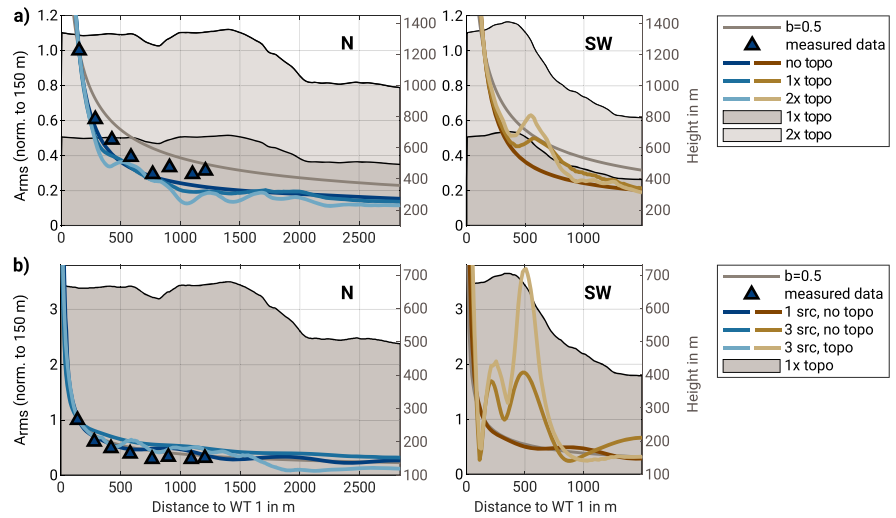 a)
Arms (norm. to 150 m)
1.2
1.0
0.8
0.6
0.4
0.2
0
N
1400
1200
1000
800
600
400
200
0 500 1000 1500 2000 2500
1.2
1.0
0.8
0.6
0.4
0.2
0
SW
1400
1200
1000
800
600
400
200
Height in m
0 500 1000
b=0.5
measured data
no topo
1x topo
2x topo
1x topo
2x topo
b)
Arms (norm. to 150 m)
3
2
1
0
N
700
600
500
400
300
200
100
0 500 1000 1500 2000 2500
Distance to WT 1 in m
3
2
1
0
SW
700
600
500
400
300
200
100
Height in m
0 500 1000
Distance to WT 1 in m
b=0.5
measured data
1 src, no topo
3 src, no topo
3 src, topo
1x topo